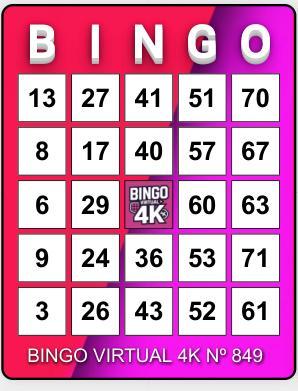 B I N G O
13 27 41 51 70
8 17 40 57 67
6 29 BINGO VIRTUAL 4K 60 63
9 24 36 53 71
3 26 43 52 61
BINGO VIRTUAL 4K Nº 849